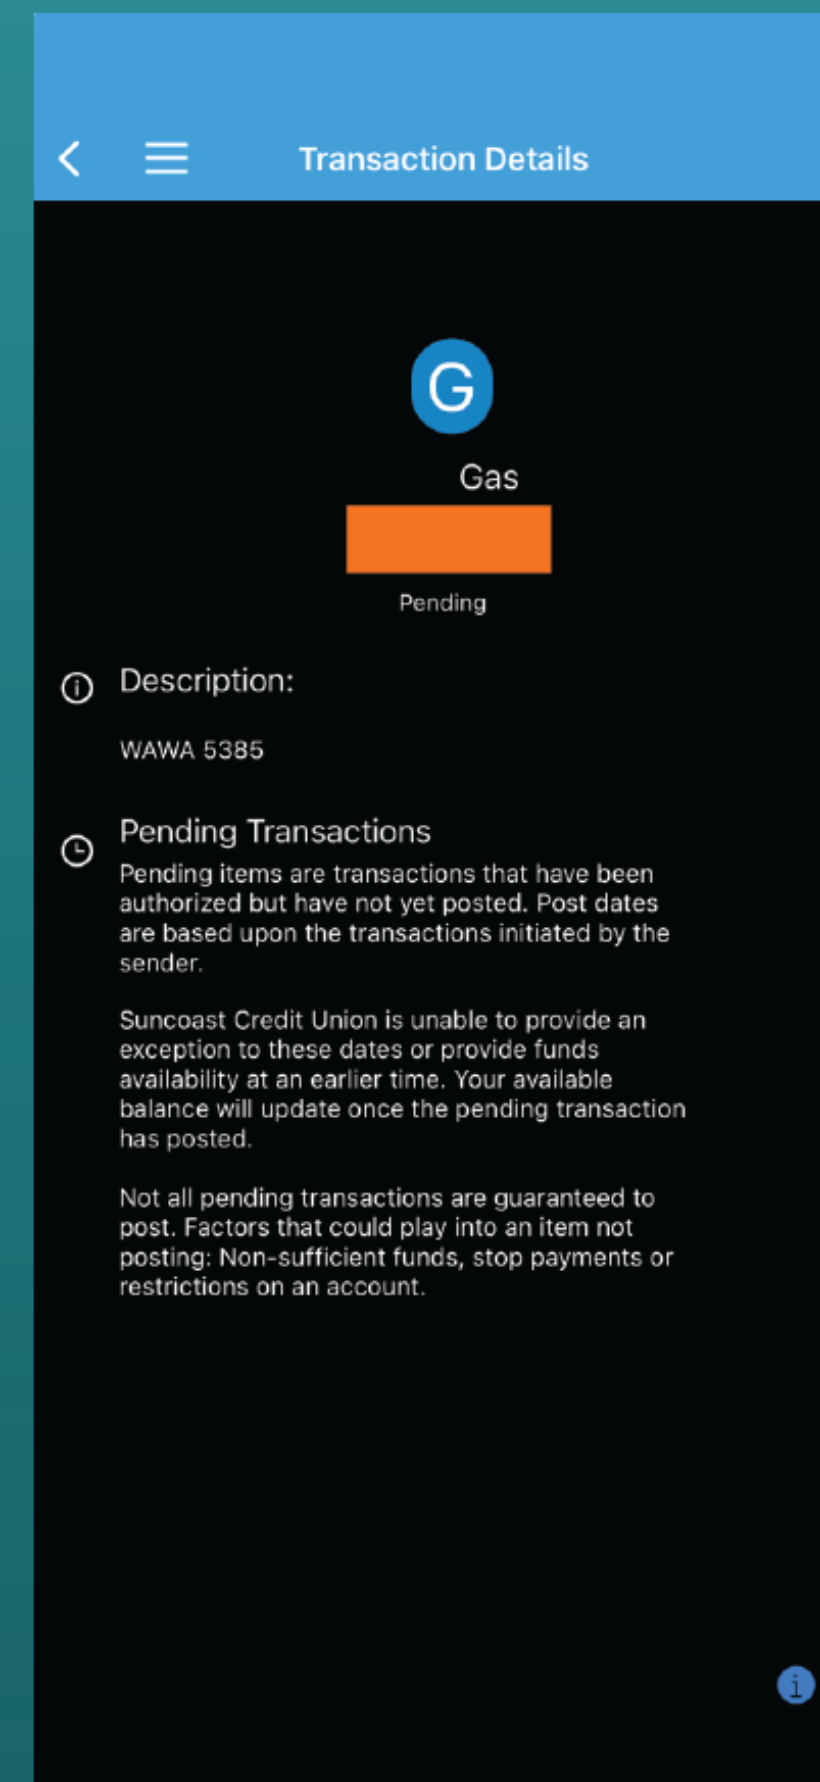 Transaction Details
G
Gas
Pending
Description:
WAWA 5385
Pending Transactions
Pending items are transactions that have been
authorized but have not yet posted. Post dates
are based upon the transactions initiated by the
sender.
Suncoast Credit Union is unable to provide an
exception to these dates or provide funds
availability at an earlier time. Your available
balance will update once the pending transaction
has posted.
Not all pending transactions are guaranteed to
post. Factors that could play into an item not
posting: Non-sufficient funds, stop payments or
restrictions on an account.
i